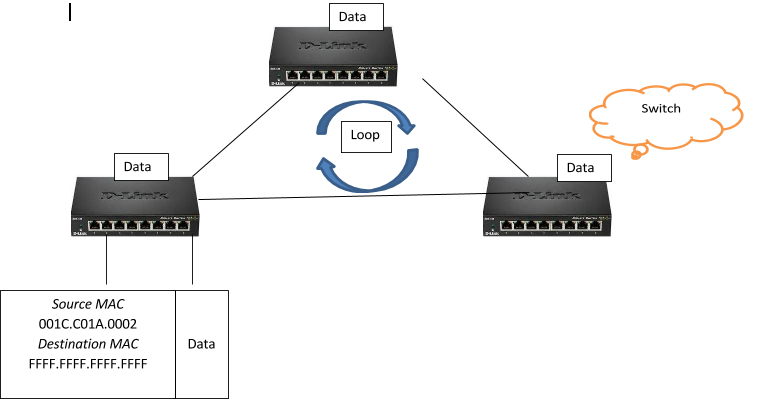 Data
D-Link
Loop
Switch
Data
D-Link
Data
D-Link
Source MAC
001C.C01A.0002
Destination MAC
FFFF.FFFF.FFFF.FFFF
Data